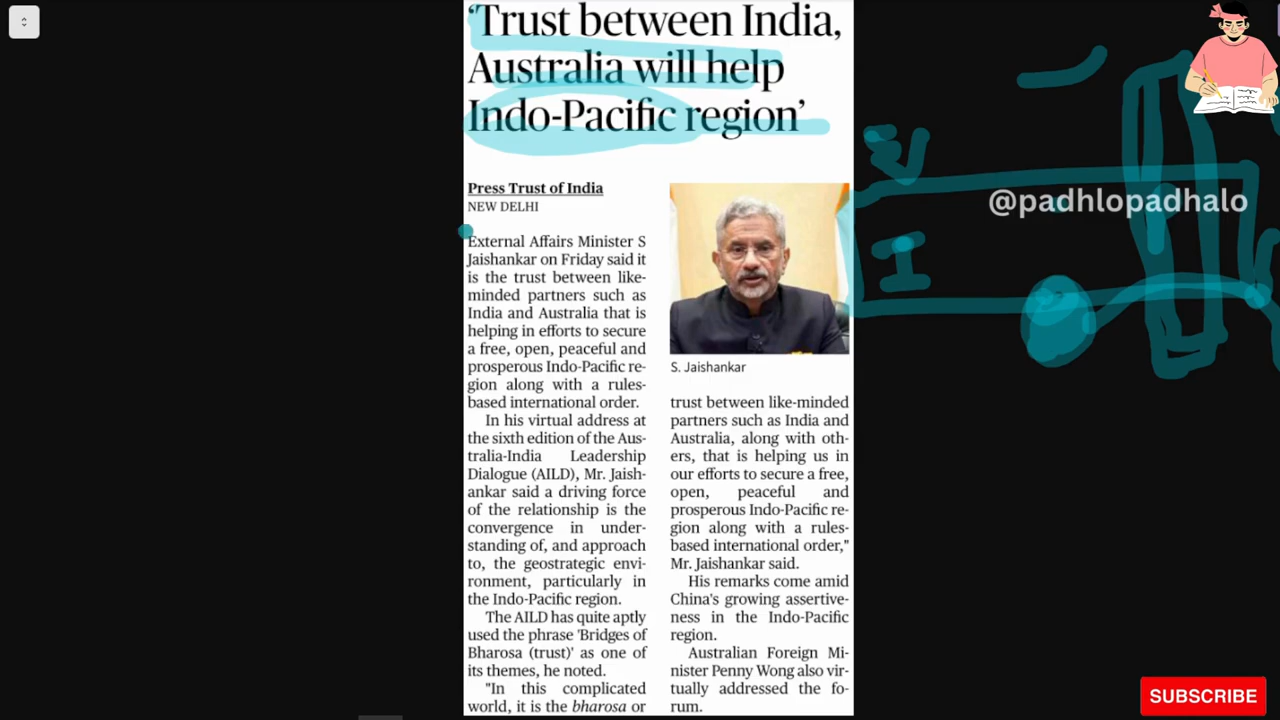 ‘Trust between India,
Australia will help
Indo-Pacific region’
Press Trust of India
NEW DELHI
External Affairs Minister S
Jaishankar on Friday said it
is the trust between like-
minded partners such as
India and Australia that is
helping in efforts to secure
a free, open, peaceful and
prosperous Indo-Pacific re-
gion along with a rules-
based international order.
In his virtual address at
the sixth edition of the Aus-
tralia-India Leadership
Dialogue (AILD), Mr. Jaish-
ankar said a driving force
of the relationship is the
convergence in under-
standing of, and approach
to, the geostrategic envi-
ronment, particularly in
the Indo-Pacific region.
The AILD has quite aptly
used the phrase 'Bridges of
Bharosa (trust)' as one of
its themes, he noted.
"In this complicated
world, it is the bharosa or
S. Jaishankar
trust between like-minded
partners such as India and
Australia, along with oth-
ers, that is helping us in
our efforts to secure a free,
open, peaceful and
prosperous Indo-Pacific re-
gion along with a rules-
based international order,"
Mr. Jaishankar said.
His remarks come amid
China's growing assertive-
ness in the Indo-Pacific
region.
Australian Foreign Mi-
nister Penny Wong also vir-
tually addressed the fo-
rum.
@padhlopadhalo
SUBSCRIBE